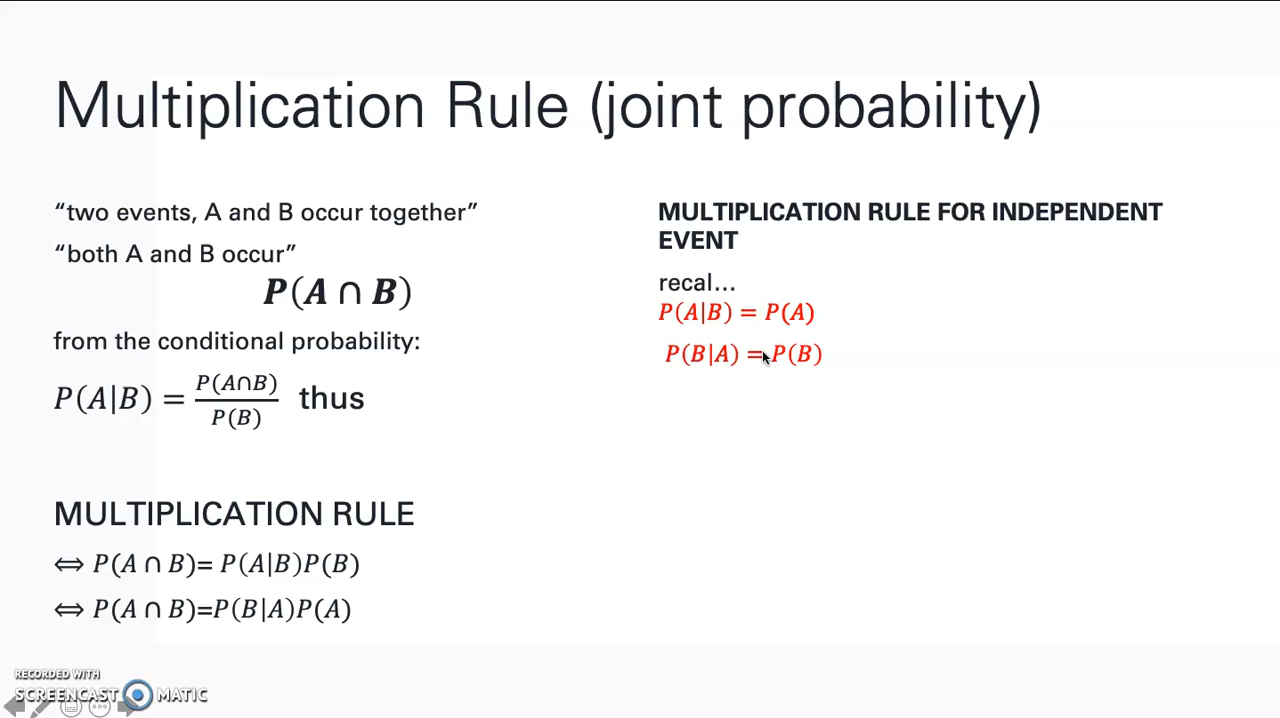 Multiplication Rule (joint probability)
“two events, A and B occur together”
“both A and B occur”
P(A ∩ B)
from the conditional probability:
P(A|B) = P(A∩B) / P(B) thus
MULTIPLICATION RULE
⇔ P(A ∩ B)= P(A|B)P(B)
⇔ P(A ∩ B)=P(B|A)P(A)
MULTIPLICATION RULE FOR INDEPENDENT
EVENT
recal...
P(A|B) = P(A)
P(B|A) = P(B)
RECORDED WITH
SCREENCAST MATIC